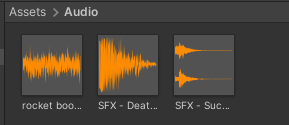 Assets > Audio
rocket boo... SFX - Deat... SFX - Suc...